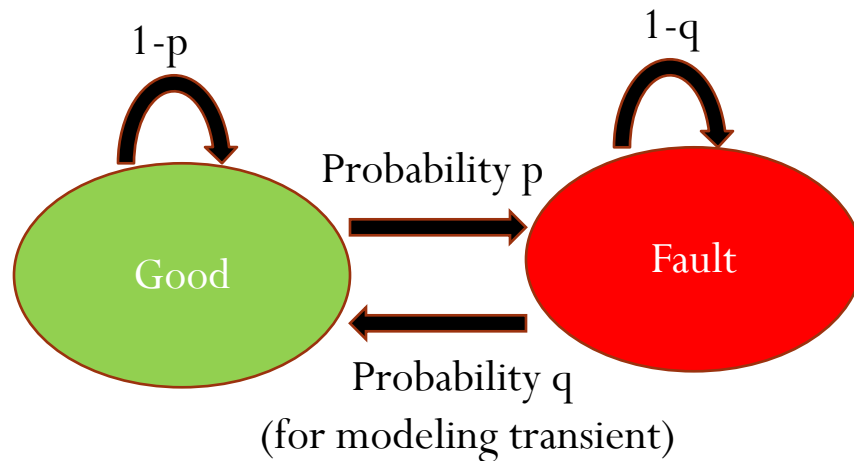 1-p
1-q
Probability p
Good
Fault
Probability q
(for modeling transient)